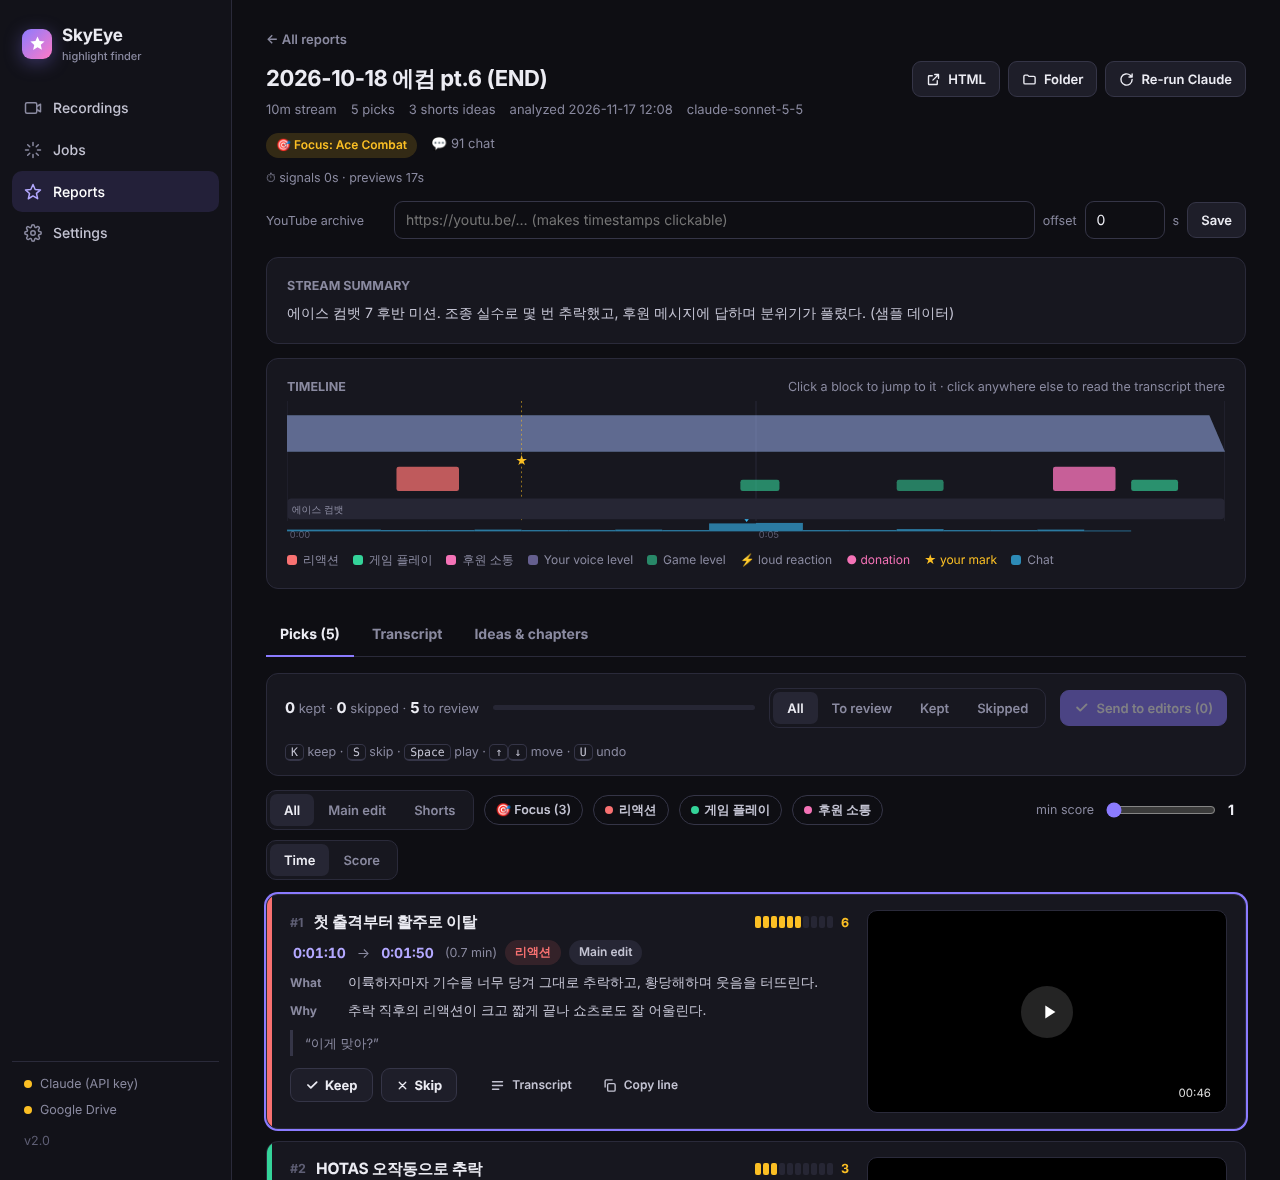 SkyEye
highlight finder
Recordings
Jobs
Reports
Settings
Claude (API key)
Google Drive
v2.0
← All reports
2026-10-18 에컴 pt.6 (END)
HTML
Folder
Re-run Claude
10m stream 5 picks 3 shorts ideas analyzed 2026-11-17 12:08 claude-sonnet-5-5
🎯 Focus: Ace Combat 💬 91 chat
⏱ signals 0s · previews 17s
YouTube archive https://youtu.be/... (makes timestamps clickable) offset 0 s Save
STREAM SUMMARY
에이스 컴뱃 7 후반 미션. 조종 실수로 몇 번 추락했고, 후원 메시지에 답하며 분위기가 풀렸다. (샘플 데이터)
TIMELINE
Click a block to jump to it · click anywhere else to read the transcript there
에이스 컴뱃
0:00 0:05
리액션 게임 플레이 후원 소통 Your voice level Game level ⚡ loud reaction donation ★ your mark Chat
Picks (5) Transcript Ideas & chapters
0 kept · 0 skipped · 5 to review
All To review Kept Skipped
Send to editors (0)
K keep · S skip · Space play · ↑ ↓ move · U undo
All Main edit Shorts
🎯 Focus (3) 리액션 게임 플레이 후원 소통
min score 1
Time Score
#1 첫 출격부터 활주로 이탈 6
0:01:10 → 0:01:50 (0.7 min) 리액션 Main edit
What 이륙하자마자 기수를 너무 당겨 그대로 추락하고, 황당해하며 웃음을 터뜨린다.
Why 추락 직후의 리액션이 크고 짧게 끝나 쇼츠로도 잘 어울린다.
“이게 맞아?”
Keep Skip Transcript Copy line
00:46
#2 HOTAS 오작동으로 추락 3